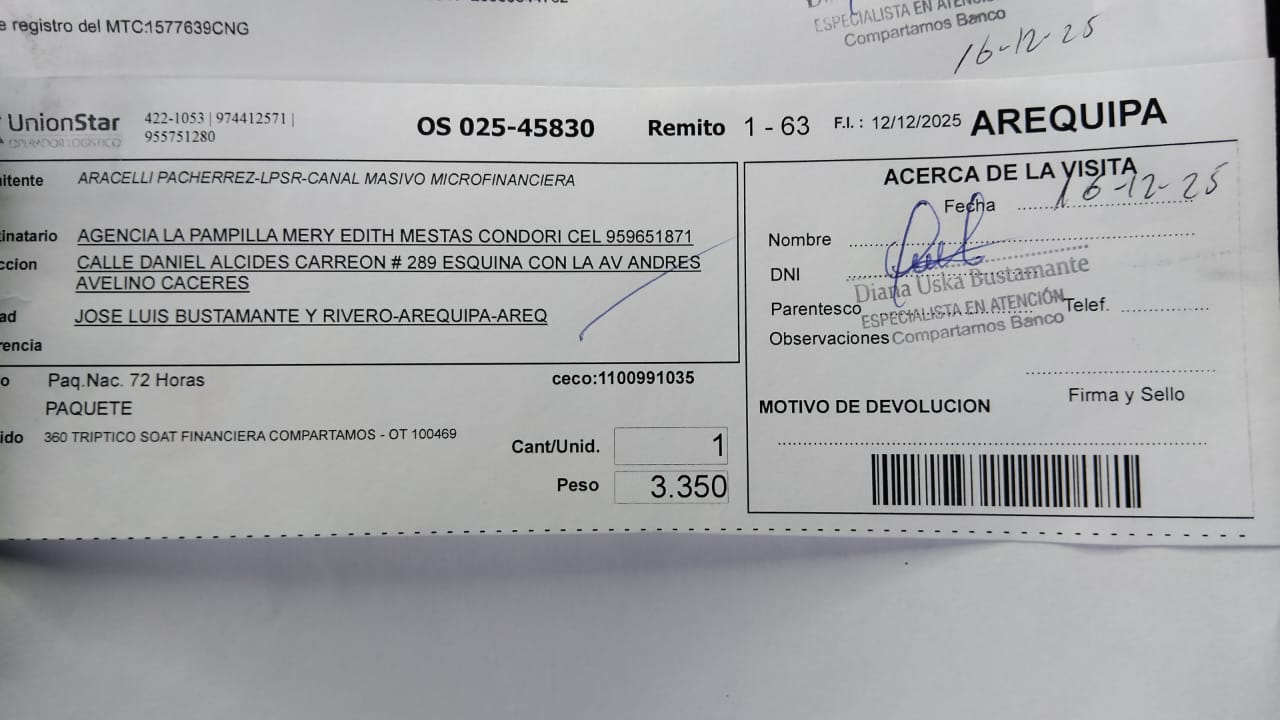 e registro del MTC:1577639CNG
ESPECIALISTA EN
Compartamos Banco
16-12-25
UnionStar
OPERADOR LOGISTICO
422-1053 | 974412571 |
955751280
OS 025-45830
Remito 1 - 63
F.I.: 12/12/2025
AREQUIPA
itente ARACELLI PACHERREZ-LPSR-CANAL MASIVO MICROFINANCIERA
inatario AGENCIA LA PAMPILLA MERY EDITH MESTAS CONDORI CEL 959651871
ccion CALLE DANIEL ALCIDES CARREON # 289 ESQUINA CON LA AV ANDRES
AVELINO CACERES
ad JOSE LUIS BUSTAMANTE Y RIVERO-AREQUIPA-AREQ
rencia
o Paq.Nac. 72 Horas
ceco:1100991035
PAQUETE
ido 360 TRIPTICO SOAT FINANCIERA COMPARTAMOS - OT 100469
Cant/Unid. 1
Peso 3.350
ACERCA DE LA VISITA
Fecha 16-12-25
Nombre
DNI
Diana Uska Bustamante
Parentesco
ESPECIALISTA EN ATENCIÓN
Telef.
Observaciones
Compartamos Banco
Firma y Sello
MOTIVO DE DEVOLUCION